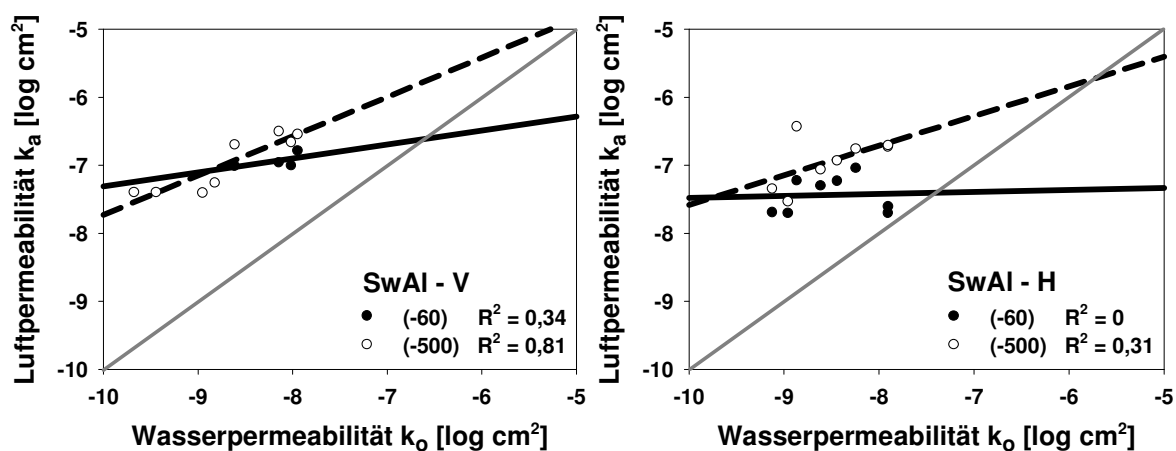 Luftpermeabilität kₐ [log cm²]
-5
-6
-7
-8
-9
-10
SwAl - V
(-60) R² = 0,34
(-500) R² = 0,81
-10 -9 -8 -7 -6 -5
Wasserpermeabilität kₒ [log cm²]
Luftpermeabilität kₐ [log cm²]
-5
-6
-7
-8
-9
-10
SwAl - H
(-60) R² = 0
(-500) R² = 0,31
-10 -9 -8 -7 -6 -5
Wasserpermeabilität kₒ [log cm²]